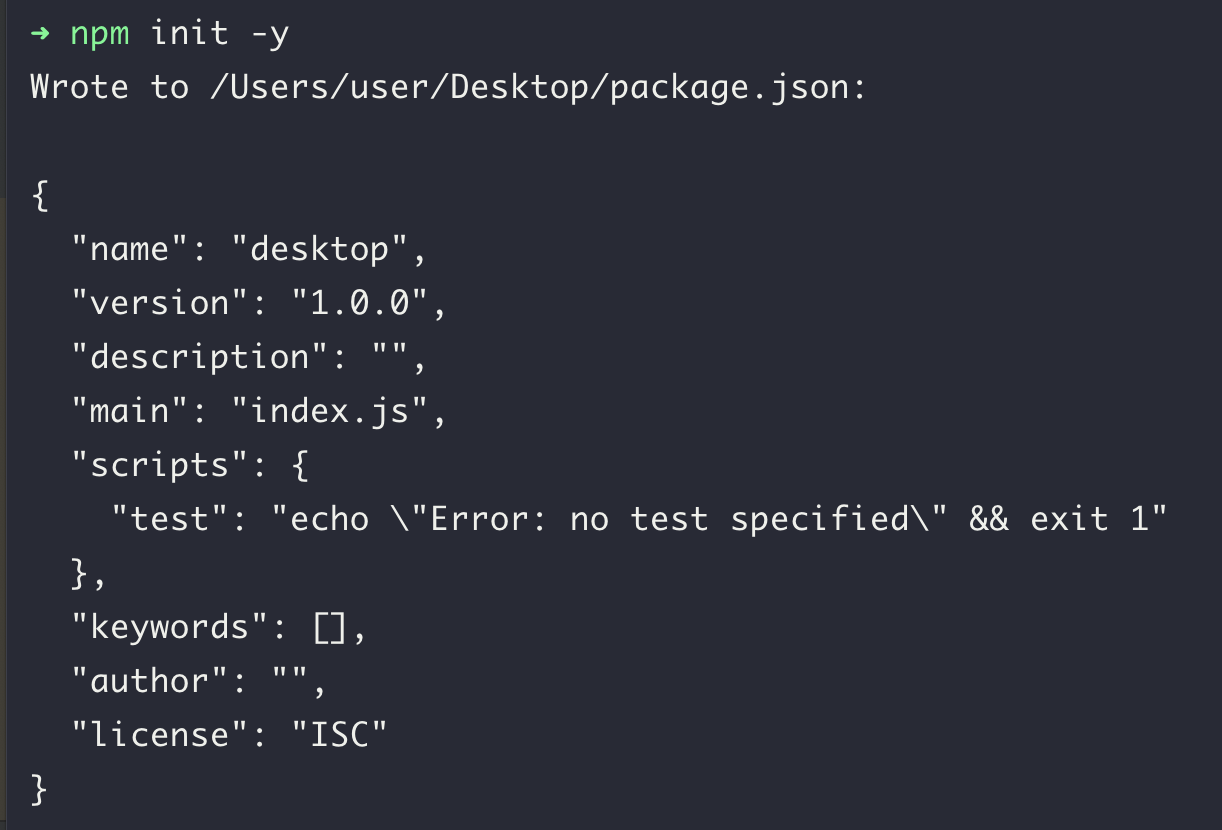 ➜ npm init -y
Wrote to /Users/user/Desktop/package.json:
{
  "name": "desktop",
  "version": "1.0.0",
  "description": "",
  "main": "index.js",
  "scripts": {
    "test": "echo \"Error: no test specified\" && exit 1"
  },
  "keywords": [],
  "author": "",
  "license": "ISC"
}